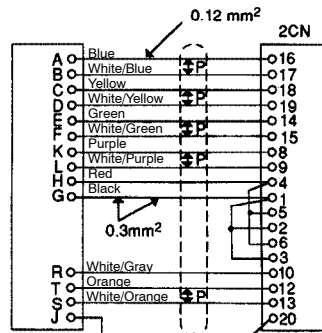 0.12 mm²
2CN
A Blue 16
B White/Blue P 17
C Yellow 18
D White/Yellow P 19
E Green 14
F White/Green P 15
K Purple 8
L White/Purple P 9
H Red 4
G Black 1
5
0.3mm² 2
6
3
R White/Gray 10
T Orange 12
S White/Orange P 13
J 20